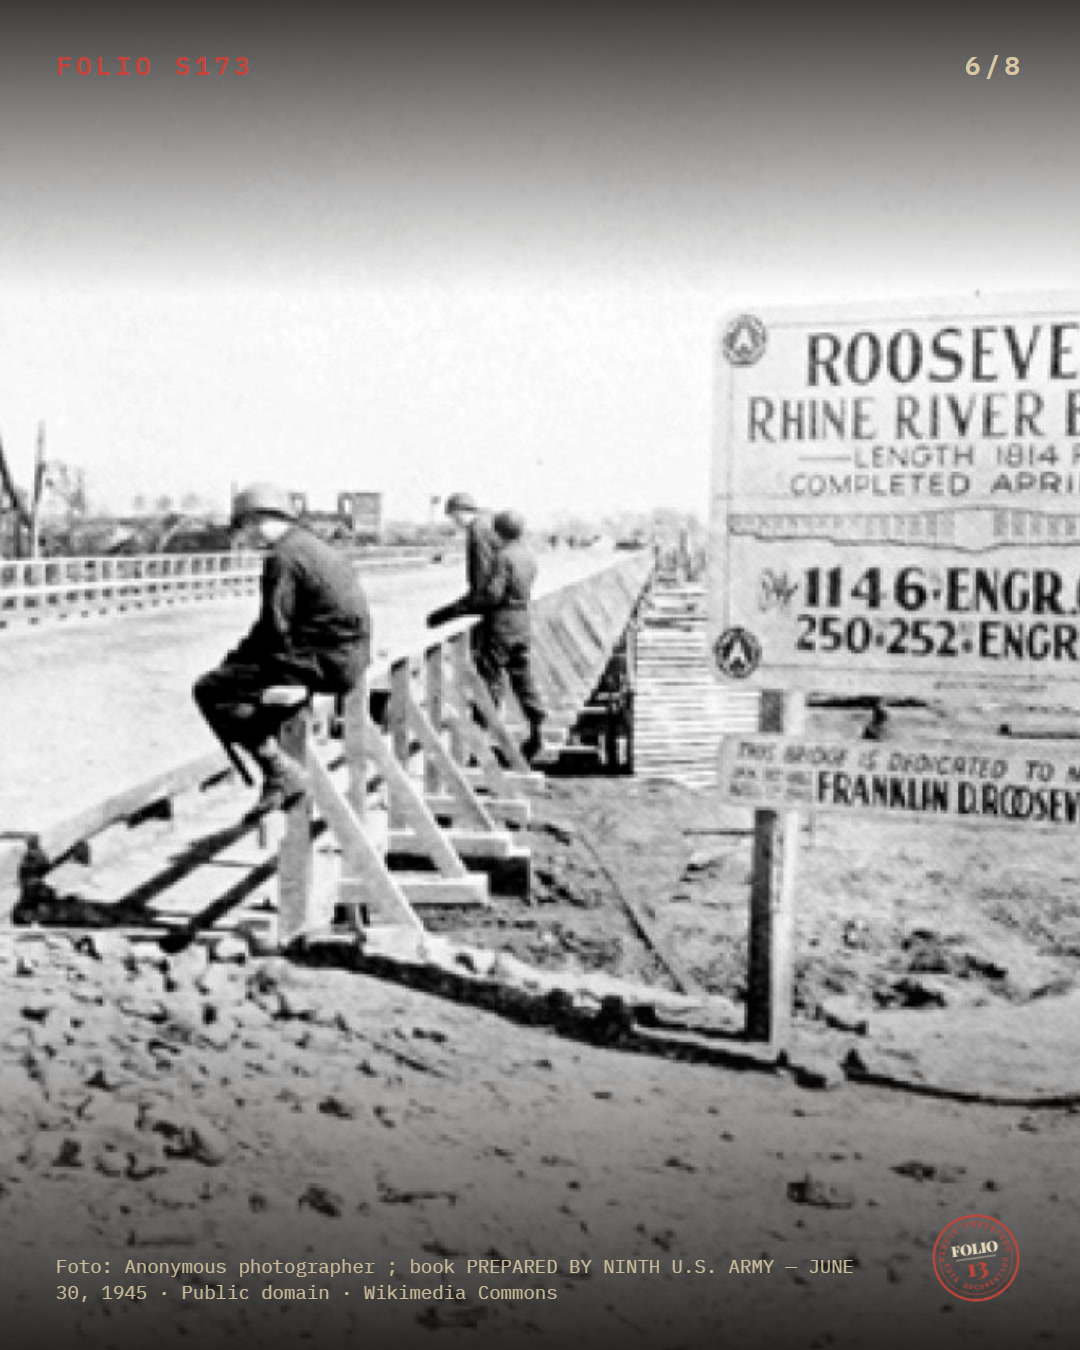 FOLIO S173
6/8
ROOSEVE
RHINE RIVER B
LENGTH 1814 F
COMPLETED APRI
By 1146 · ENGR.
250 · 252 · ENGR
THIS BRIDGE IS DEDICATED TO
FRANKLIN D. ROOSEV
Foto: Anonymous photographer ; book PREPARED BY NINTH U.S. ARMY — JUNE
30, 1945 · Public domain · Wikimedia Commons
FOLIO
13